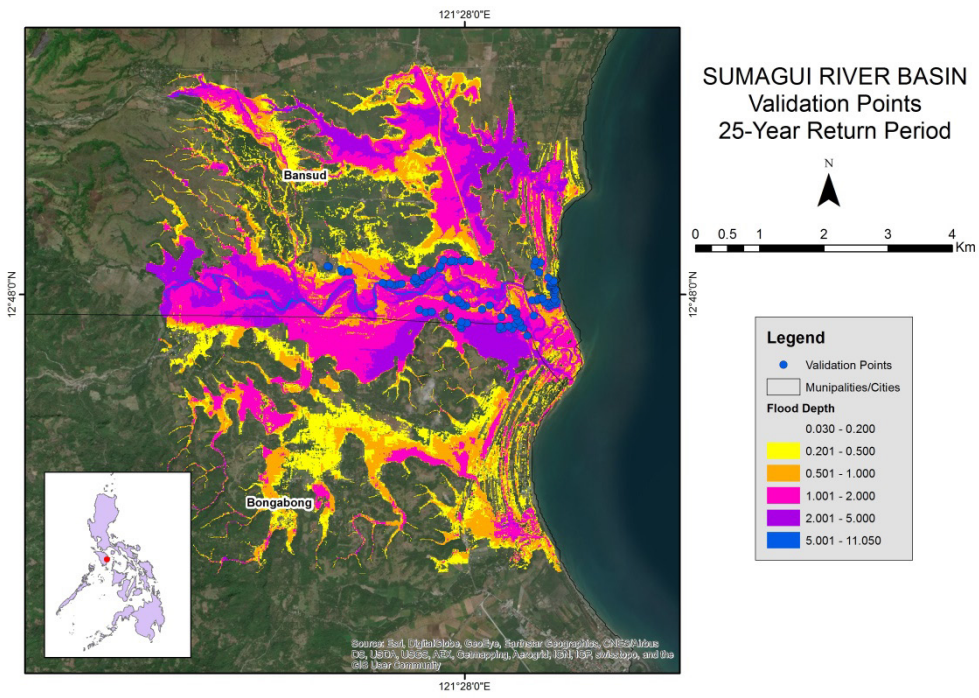 121°28'0"E
SUMAGUI RIVER BASIN
Validation Points
25-Year Return Period
N
0 0.5 1 2 3 4
Km
Bansud
12°48'0"N
12°48'0"N
Legend
Validation Points
Munipalities/Cities
Flood Depth
0.030 - 0.200
0.201 - 0.500
0.501 - 1.000
1.001 - 2.000
2.001 - 5.000
5.001 - 11.050
Bongabong
Source: Esri, DigitalGlobe, GeoEye, Earthstar Geographics, CNES/Airbus
DS, USDA, USGS, AEX, Getmapping, Aerogrid, IGN, IGP, swisstopo, and the
GIS User Community
121°28'0"E